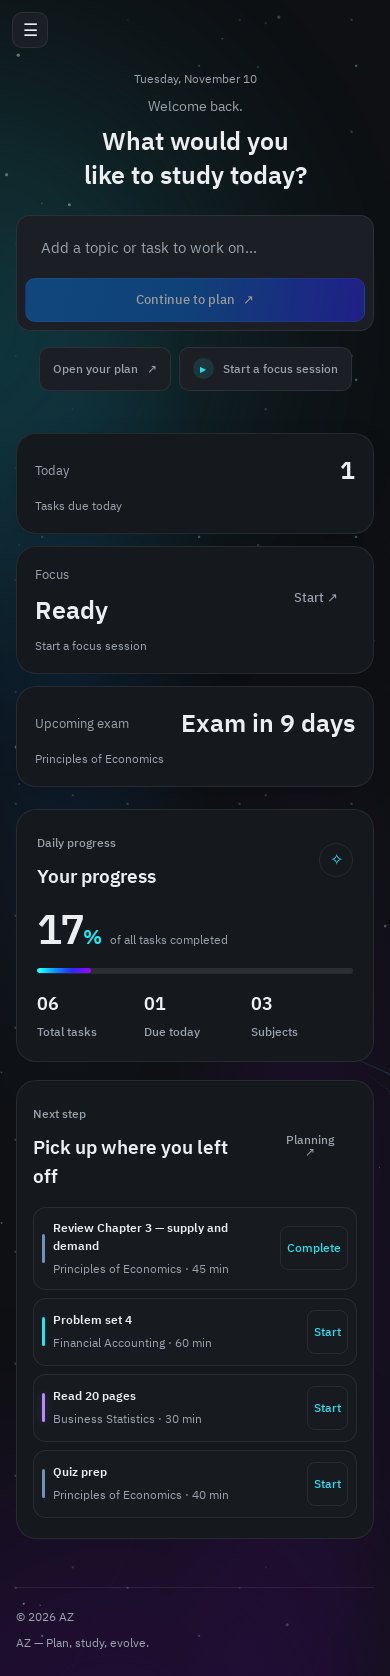 ☰
Tuesday, November 10
Welcome back.
What would you
like to study today?
Add a topic or task to work on...
Continue to plan ↗
Open your plan ↗
▶ Start a focus session
Today
1
Tasks due today
Focus
Ready
Start ↗
Start a focus session
Upcoming exam
Exam in 9 days
Principles of Economics
Daily progress
Your progress
✧
17% of all tasks completed
06 01 03
Total tasks Due today Subjects
Next step
Pick up where you left
off
Planning
↗
Review Chapter 3 — supply and
demand
Principles of Economics · 45 min
Complete
Problem set 4
Financial Accounting · 60 min
Start
Read 20 pages
Business Statistics · 30 min
Start
Quiz prep
Principles of Economics · 40 min
Start
© 2026 AZ
AZ — Plan, study, evolve.